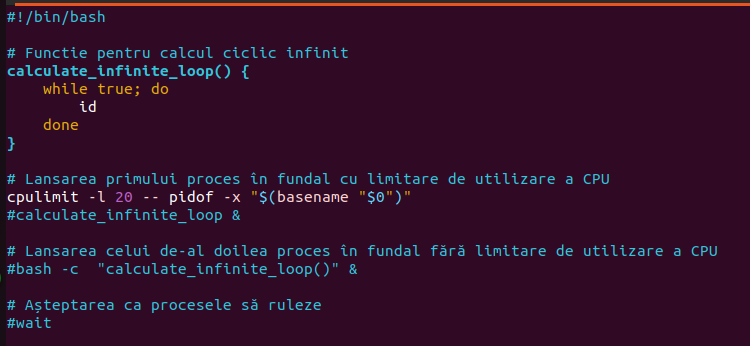 #!/bin/bash
# Functie pentru calcul ciclic infinit
calculate_infinite_loop() {
    while true; do
        id
    done
}
# Lansarea primului proces în fundal cu limitare de utilizare a CPU
cpulimit -l 20 -- pidof -x "$(basename "$0")"
#calculate_infinite_loop &
# Lansarea celui de-al doilea proces în fundal fără limitare de utilizare a CPU
#bash -c  "calculate_infinite_loop()" &
# Așteptarea ca procesele să ruleze
#wait